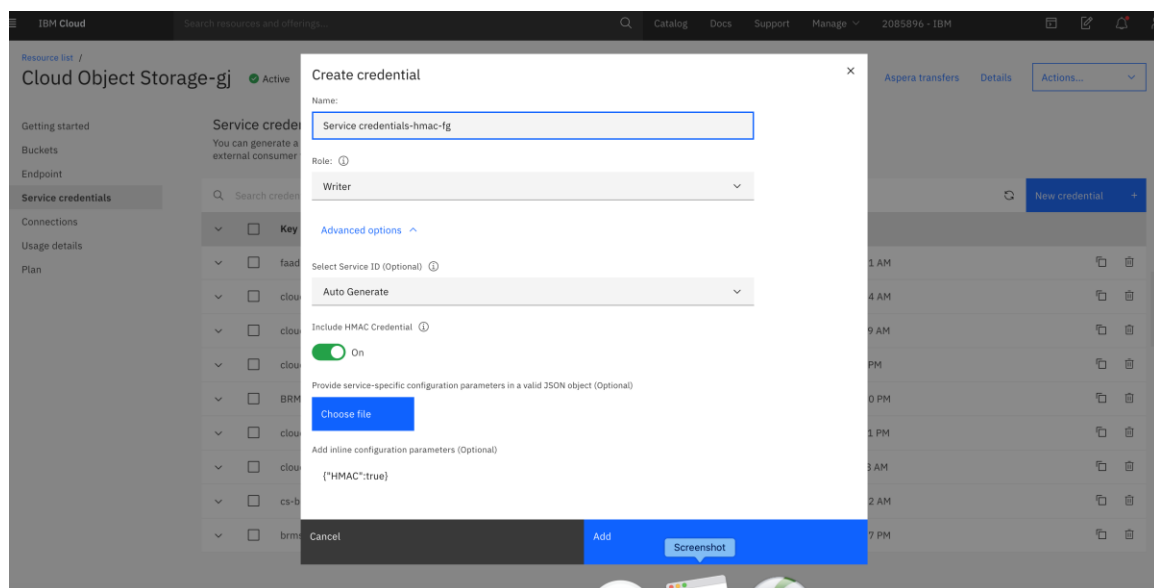 IBM Cloud
Search resources and offerings...
Catalog
Docs
Support
Manage
2085896 - IBM
Resource list /
Cloud Object Storage-gj
Active
Aspera transfers
Details
Actions...
Getting started
Buckets
Endpoint
Service credentials
Connections
Usage details
Plan
Service creden
You can generate a
external consumer
Search creden
New credential +
Key
faad
1 AM
clou
4 AM
clou
9 AM
clou
PM
BRM
0 PM
clou
1 PM
clou
3 AM
cs-b
2 AM
brms
7 PM
Create credential
Name:
Service credentials-hmac-fg
Role:
Writer
Advanced options
Select Service ID (Optional)
Auto Generate
Include HMAC Credential
On
Provide service-specific configuration parameters in a valid JSON object (Optional)
Choose file
Add inline configuration parameters (Optional)
{"HMAC":true}
Cancel
Add
Screenshot